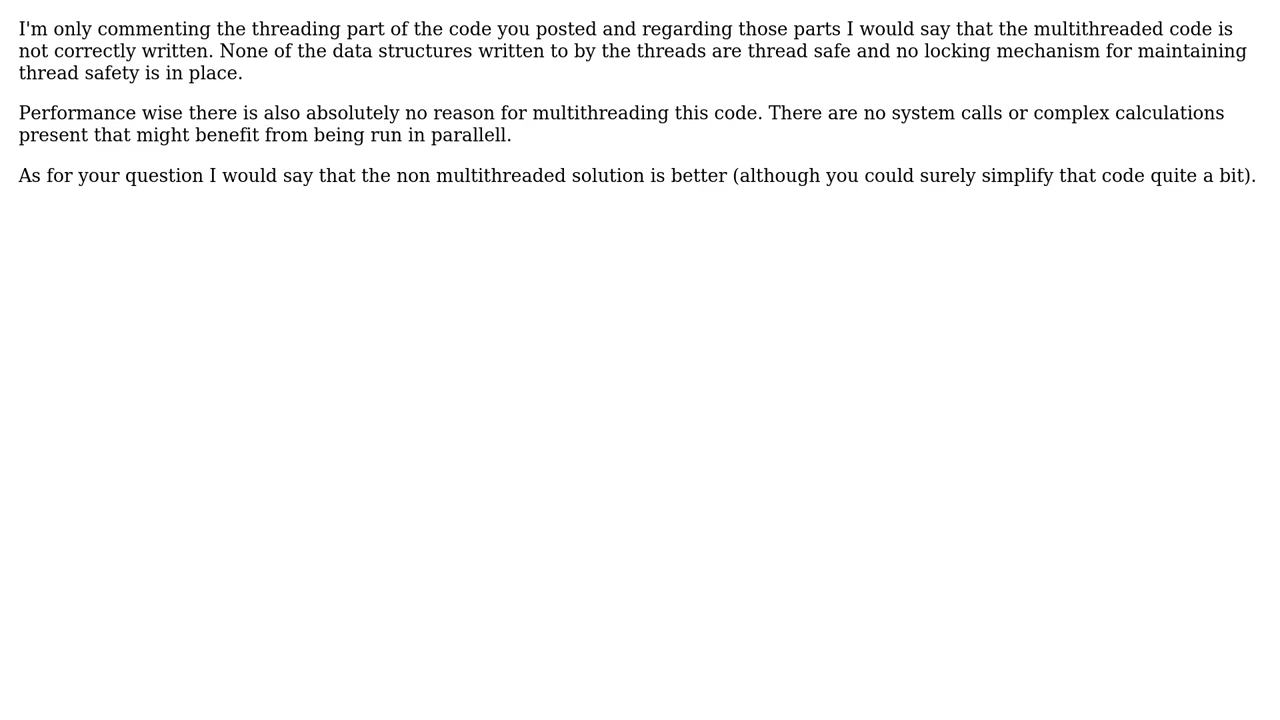 I'm only commenting the threading part of the code you posted and regarding those parts I would say that the multithreaded code is
not correctly written. None of the data structures written to by the threads are thread safe and no locking mechanism for maintaining
thread safety is in place.
Performance wise there is also absolutely no reason for multithreading this code. There are no system calls or complex calculations
present that might benefit from being run in parallell.
As for your question I would say that the non multithreaded solution is better (although you could surely simplify that code quite a bit).